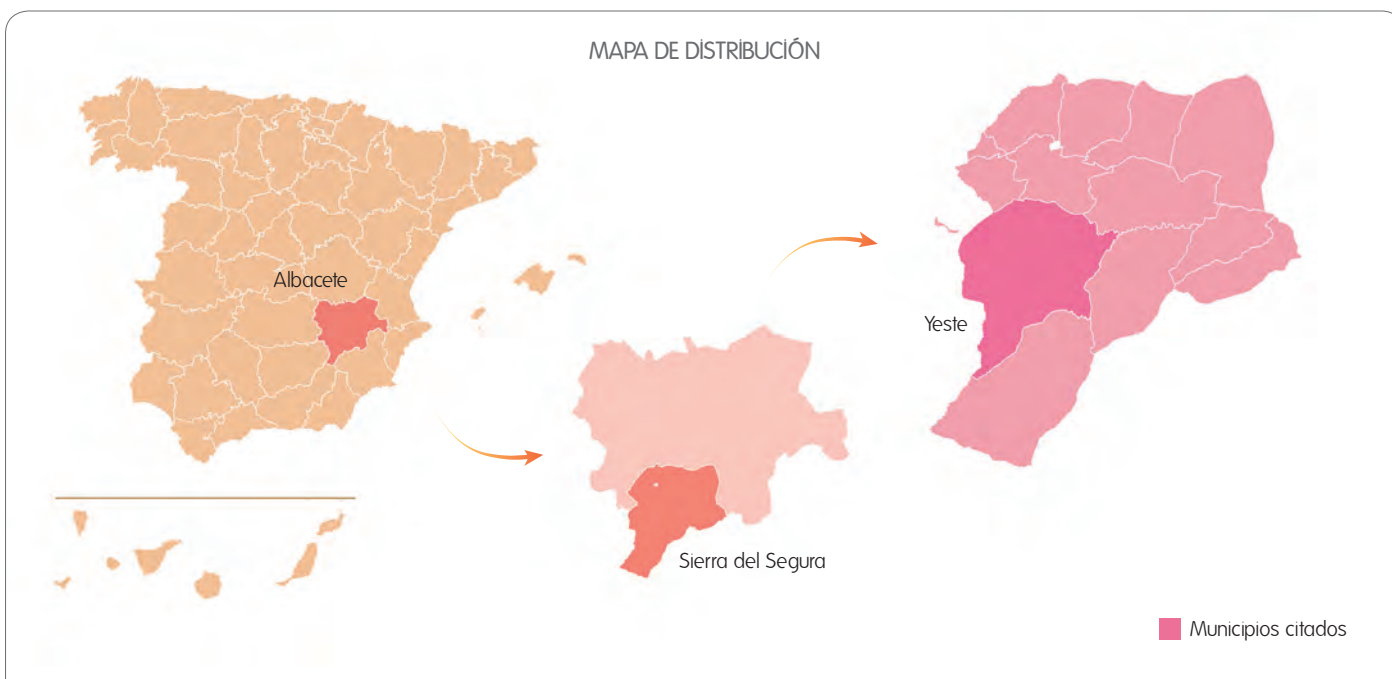 MAPA DE DISTRIBUCIÓN
Albacete
Yeste
Sierra del Segura
Municipios citados